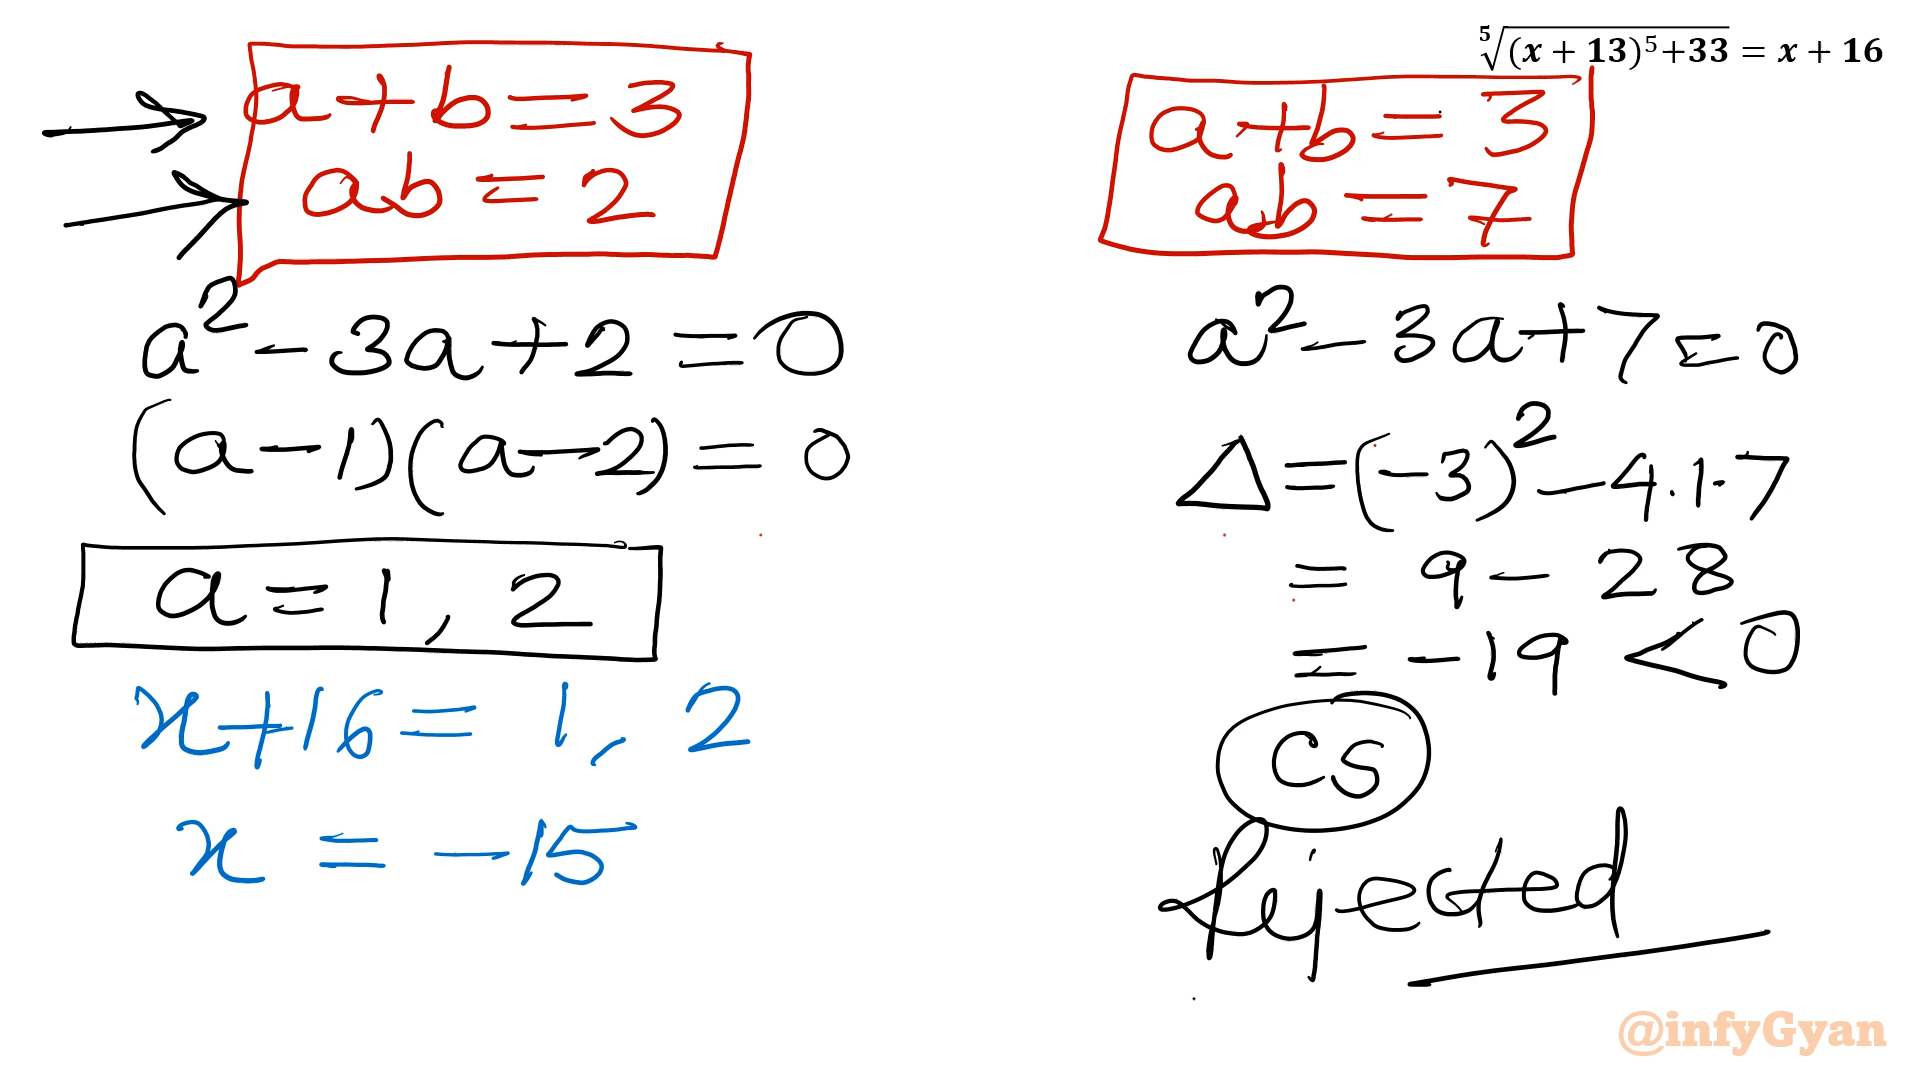 ⁵√((x + 13)⁵+33) = x + 16
a+b=3
ab=2
a²-3a+2=0
(a-1)(a-2)=0
a=1, 2
x+16=1, 2
x=-15
a+b=3
ab=7
a²-3a+7=0
Δ=(-3)²-4.1.7
=9-28
=-19<0
CS
Rejected
@infyGyan